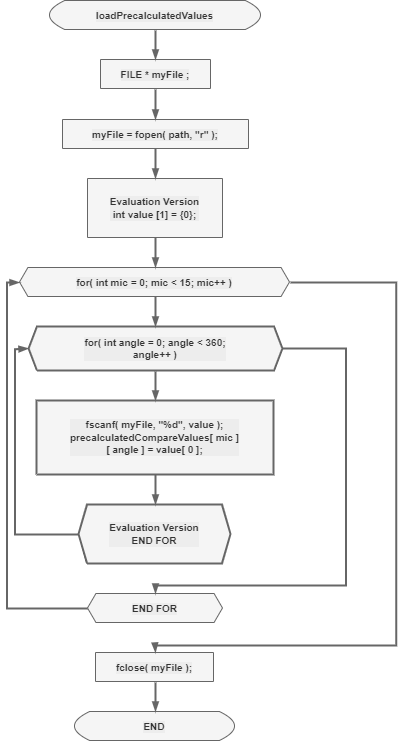 loadPrecalculatedValues
FILE * myFile ;
myFile = fopen( path, "r" );
Evaluation Version
int value [1] = {0};
for( int mic = 0; mic < 15; mic++ )
for( int angle = 0; angle < 360;
angle++ )
fscanf( myFile, "%d", value );
precalculatedCompareValues[ mic ]
[ angle ] = value[ 0 ];
Evaluation Version
END FOR
END FOR
fclose( myFile );
END